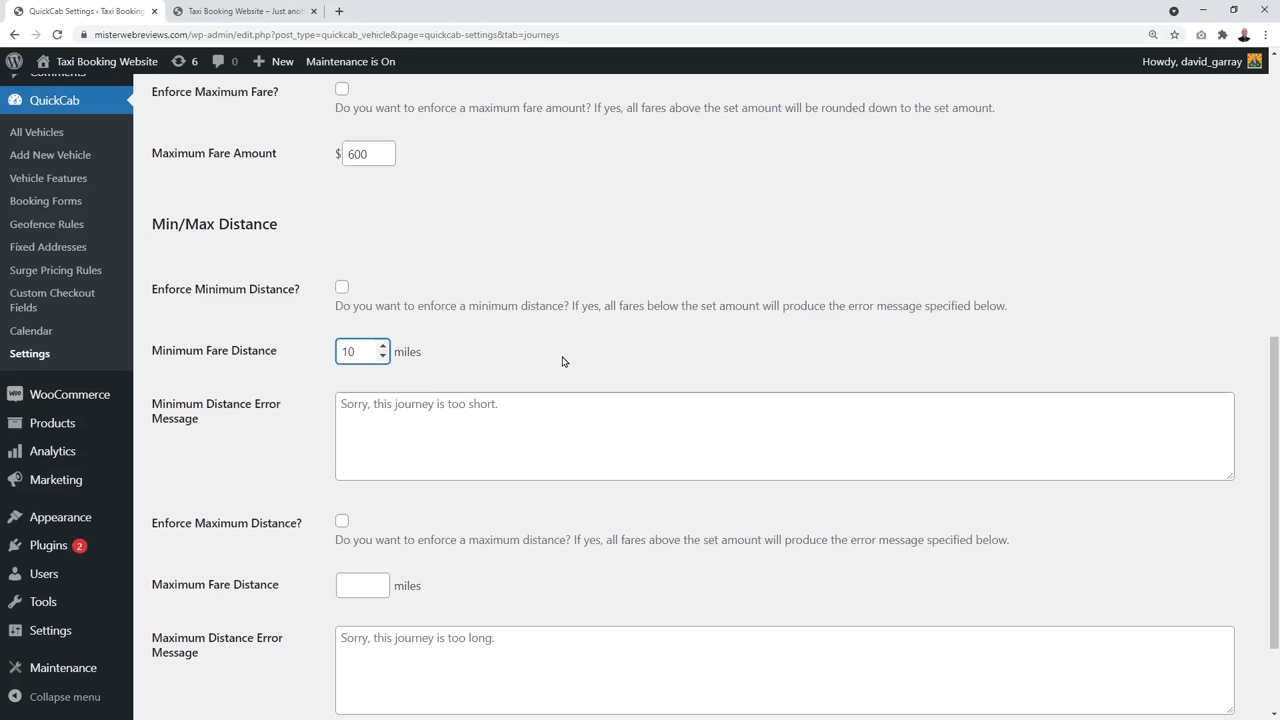 QuickCab Settings ‹ Taxi Booking
Taxi Booking Website – Just anot
misterwebreviews.com/wp-admin/edit.php?post_type=quickcab_vehicle&page=quickcab-settings&tab=journeys
Taxi Booking Website
6
0
New
Maintenance is On
Howdy, david_garray
Comments
QuickCab
All Vehicles
Add New Vehicle
Vehicle Features
Booking Forms
Geofence Rules
Fixed Addresses
Surge Pricing Rules
Custom Checkout
Fields
Calendar
Settings
WooCommerce
Products
Analytics
Marketing
Appearance
Plugins 2
Users
Tools
Settings
Maintenance
Collapse menu
Enforce Maximum Fare?
Do you want to enforce a maximum fare amount? If yes, all fares above the set amount will be rounded down to the set amount.
Maximum Fare Amount
$ 600
Min/Max Distance
Enforce Minimum Distance?
Do you want to enforce a minimum distance? If yes, all fares below the set amount will produce the error message specified below.
Minimum Fare Distance
10 miles
Minimum Distance Error
Message
Sorry, this journey is too short.
Enforce Maximum Distance?
Do you want to enforce a maximum distance? If yes, all fares above the set amount will produce the error message specified below.
Maximum Fare Distance
miles
Maximum Distance Error
Message
Sorry, this journey is too long.